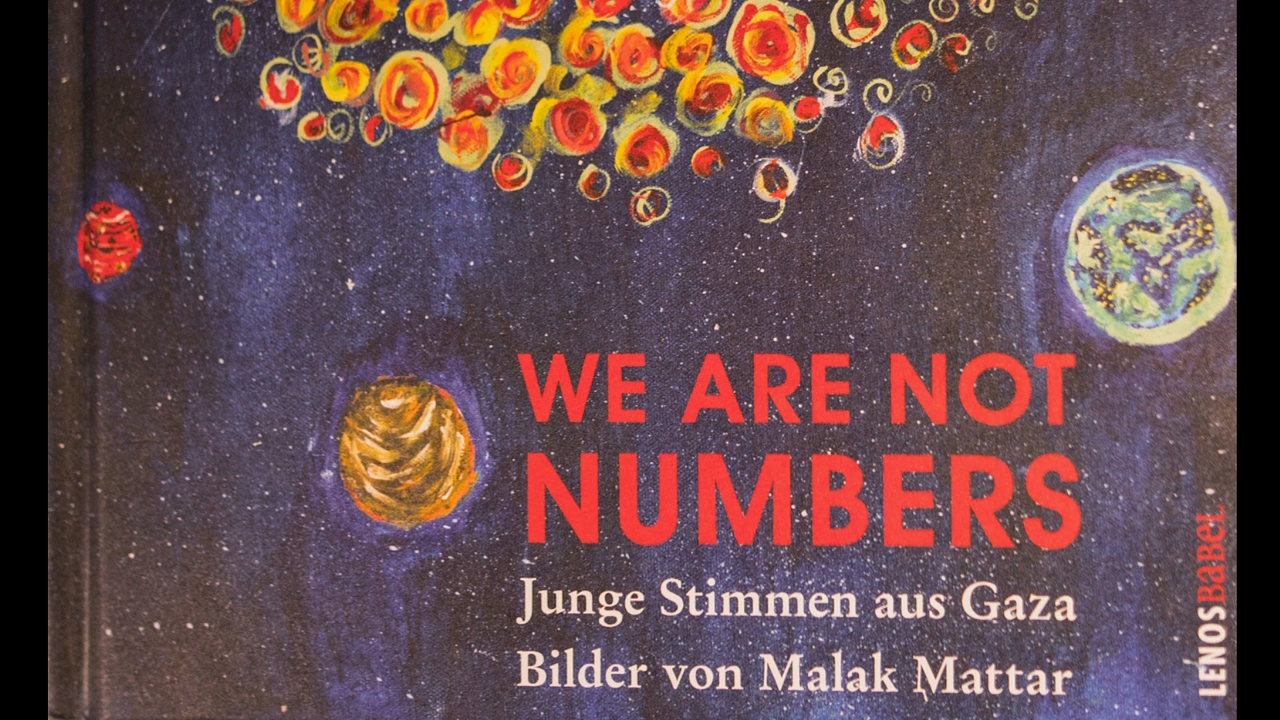 WE ARE NOT
NUMBERS
Junge Stimmen aus Gaza
Bilder von Malak Mattar
LENOSBABEL